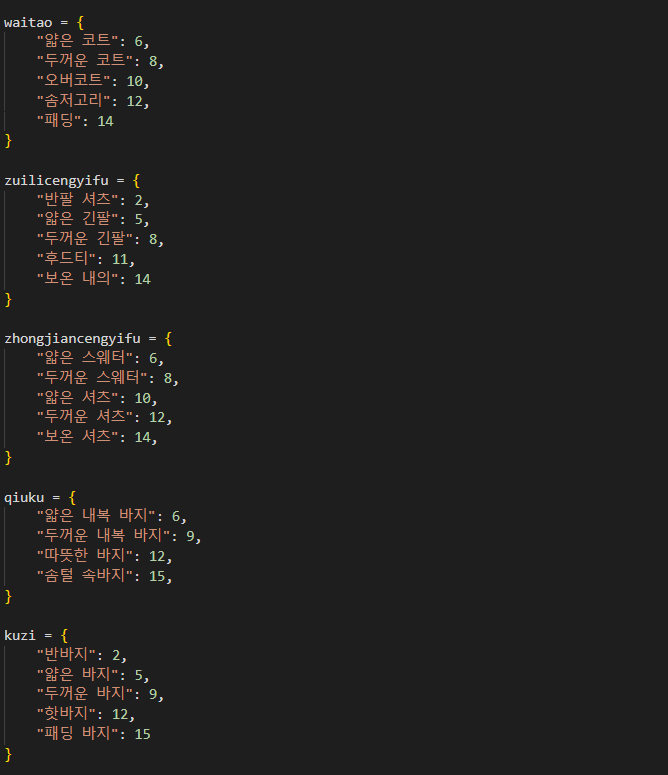 waitao = {
"얇은 코트": 6,
"두꺼운 코트": 8,
"오버코트": 10,
"솜저고리": 12,
"패딩": 14
}
zuilicengyifu = {
"반팔 셔츠": 2,
"얇은 긴팔": 5,
"두꺼운 긴팔": 8,
"후드티": 11,
"보온 내의": 14
}
zhongjiancengyifu = {
"얇은 스웨터": 6,
"두꺼운 스웨터": 8,
"얇은 셔츠": 10,
"두꺼운 셔츠": 12,
"보온 셔츠": 14,
}
qiuku = {
"얇은 내복 바지": 6,
"두꺼운 내복 바지": 9,
"따뜻한 바지": 12,
"솜털 속바지": 15,
}
kuzi = {
"반바지": 2,
"얇은 바지": 5,
"두꺼운 바지": 9,
"핫바지": 12,
"패딩 바지": 15
}